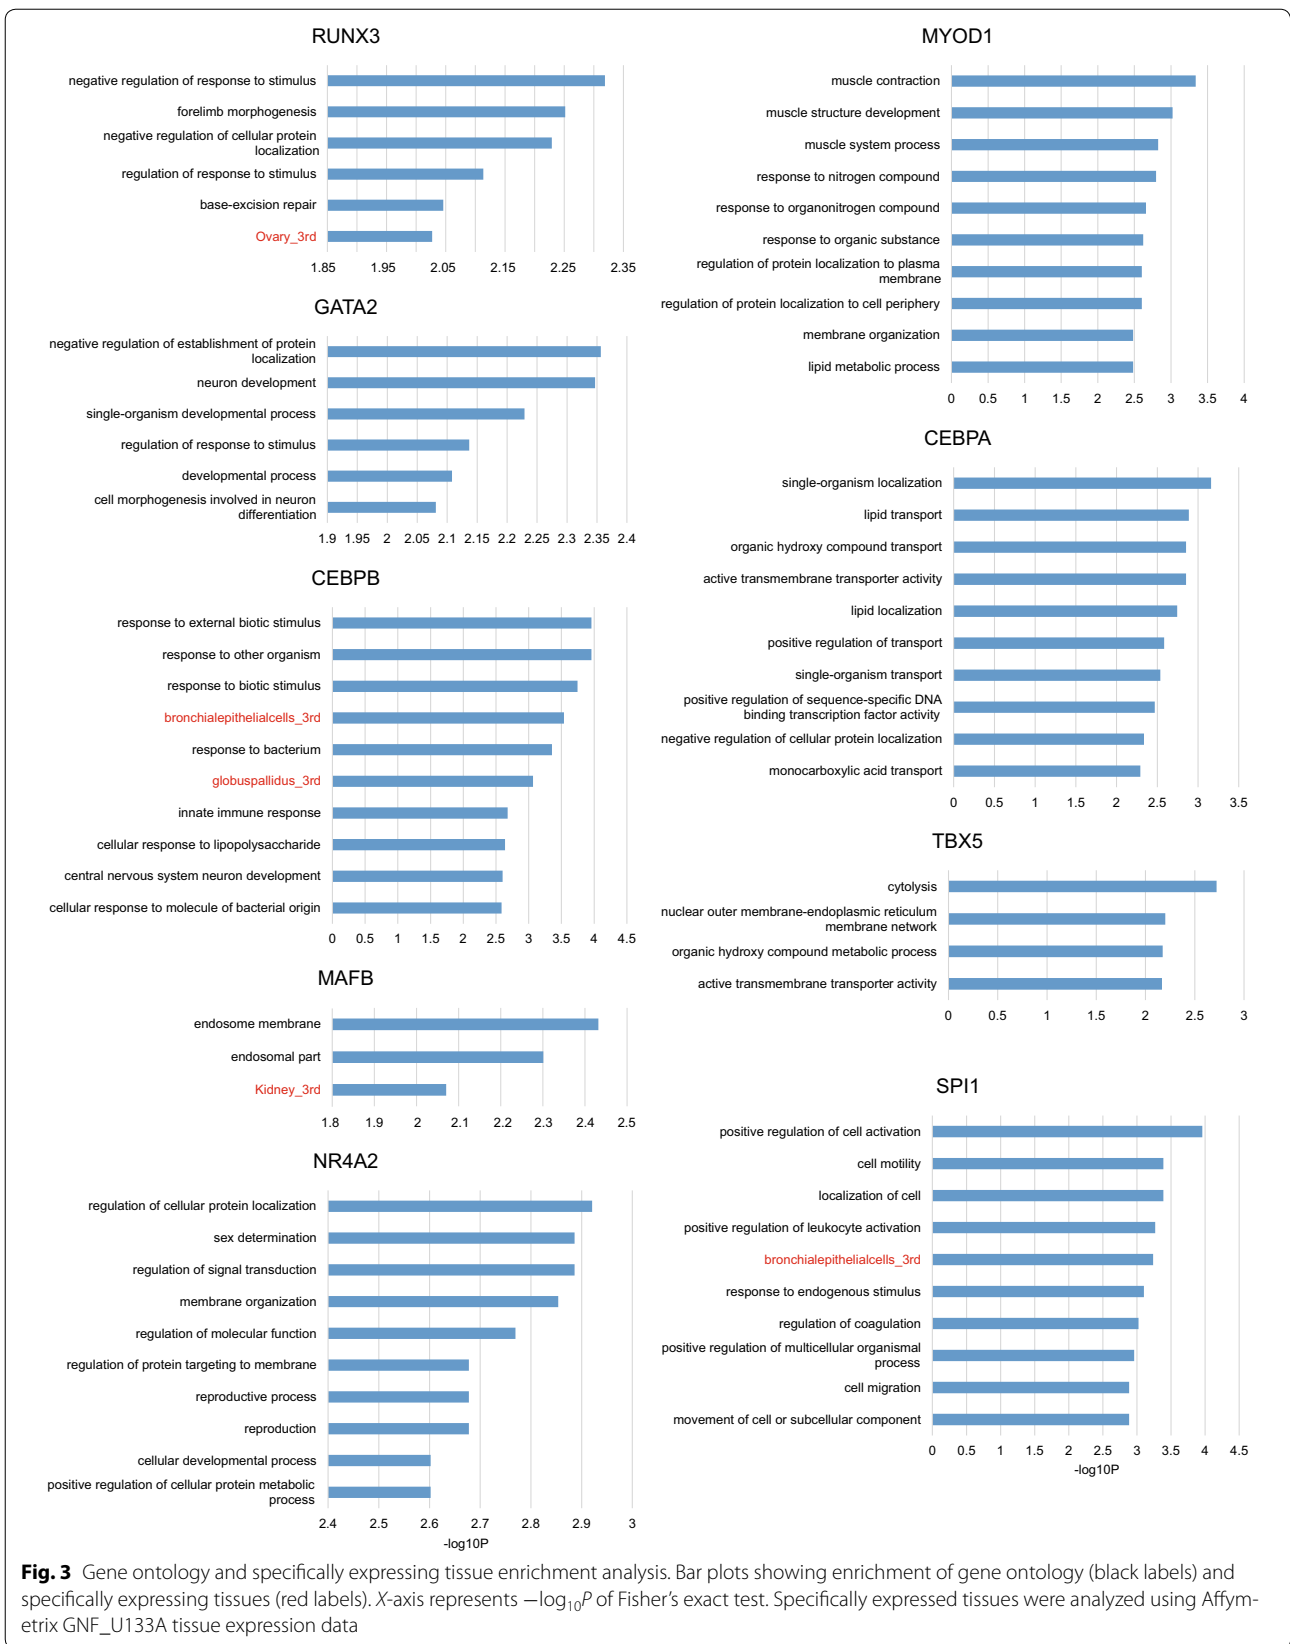 RUNX3
negative regulation of response to stimulus
forelimb morphogenesis
negative regulation of cellular protein
localization
regulation of response to stimulus
base-excision repair
Ovary_3rd
1.85 1.95 2.05 2.15 2.25 2.35
GATA2
negative regulation of establishment of protein
localization
neuron development
single-organism developmental process
regulation of response to stimulus
developmental process
cell morphogenesis involved in neuron
differentiation
1.9 1.95 2 2.05 2.1 2.15 2.2 2.25 2.3 2.35 2.4
CEBPB
response to external biotic stimulus
response to other organism
response to biotic stimulus
bronchialepithelialcells_3rd
response to bacterium
globuspallidus_3rd
innate immune response
cellular response to lipopolysaccharide
central nervous system neuron development
cellular response to molecule of bacterial origin
0 0.5 1 1.5 2 2.5 3 3.5 4 4.5
MAFB
endosome membrane
endosomal part
Kidney_3rd
1.8 1.9 2 2.1 2.2 2.3 2.4 2.5
NR4A2
regulation of cellular protein localization
sex determination
regulation of signal transduction
membrane organization
regulation of molecular function
regulation of protein targeting to membrane
reproductive process
reproduction
cellular developmental process
positive regulation of cellular protein metabolic
process
2.4 2.5 2.6 2.7 2.8 2.9 3
-log10P
MYOD1
muscle contraction
muscle structure development
muscle system process
response to nitrogen compound
response to organonitrogen compound
response to organic substance
regulation of protein localization to plasma
membrane
regulation of protein localization to cell periphery
membrane organization
lipid metabolic process
0 0.5 1 1.5 2 2.5 3 3.5 4
CEBPA
single-organism localization
lipid transport
organic hydroxy compound transport
active transmembrane transporter activity
lipid localization
positive regulation of transport
single-organism transport
positive regulation of sequence-specific DNA
binding transcription factor activity
negative regulation of cellular protein localization
monocarboxylic acid transport
0 0.5 1 1.5 2 2.5 3 3.5
TBX5
cytolysis
nuclear outer membrane-endoplasmic reticulum
membrane network
organic hydroxy compound metabolic process
active transmembrane transporter activity
0 0.5 1 1.5 2 2.5 3
SPI1
positive regulation of cell activation
cell motility
localization of cell
positive regulation of leukocyte activation
bronchialepithelialcells_3rd
response to endogenous stimulus
regulation of coagulation
positive regulation of multicellular organismal
process
cell migration
movement of cell or subcellular component
0 0.5 1 1.5 2 2.5 3 3.5 4 4.5
-log10P
Fig. 3 Gene ontology and specifically expressing tissue enrichment analysis. Bar plots showing enrichment of gene ontology (black labels) and
specifically expressing tissues (red labels). X-axis represents −log₁₀P of Fisher's exact test. Specifically expressed tissues were analyzed using Affym-
etrix GNF_U133A tissue expression data